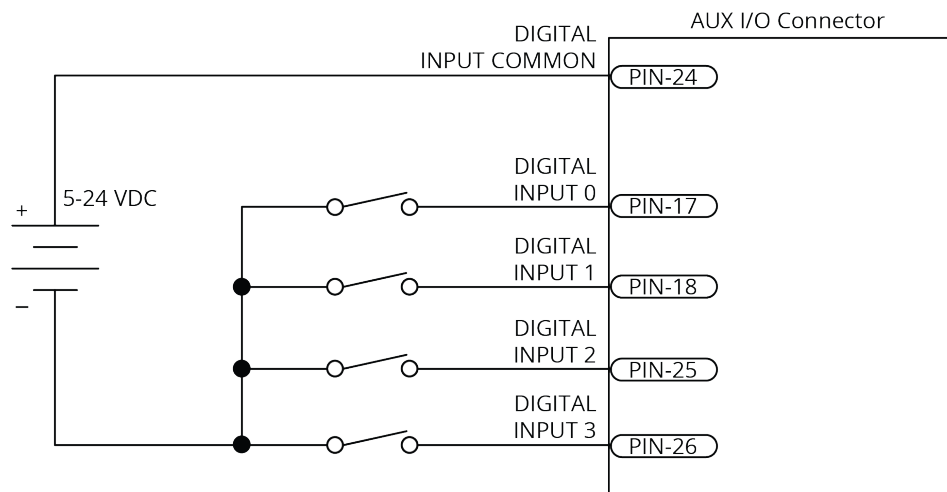 AUX I/O Connector
DIGITAL
INPUT COMMON
PIN-24
DIGITAL
INPUT 0
PIN-17
5-24 VDC
+
DIGITAL
INPUT 1
PIN-18
–
DIGITAL
INPUT 2
PIN-25
DIGITAL
INPUT 3
PIN-26